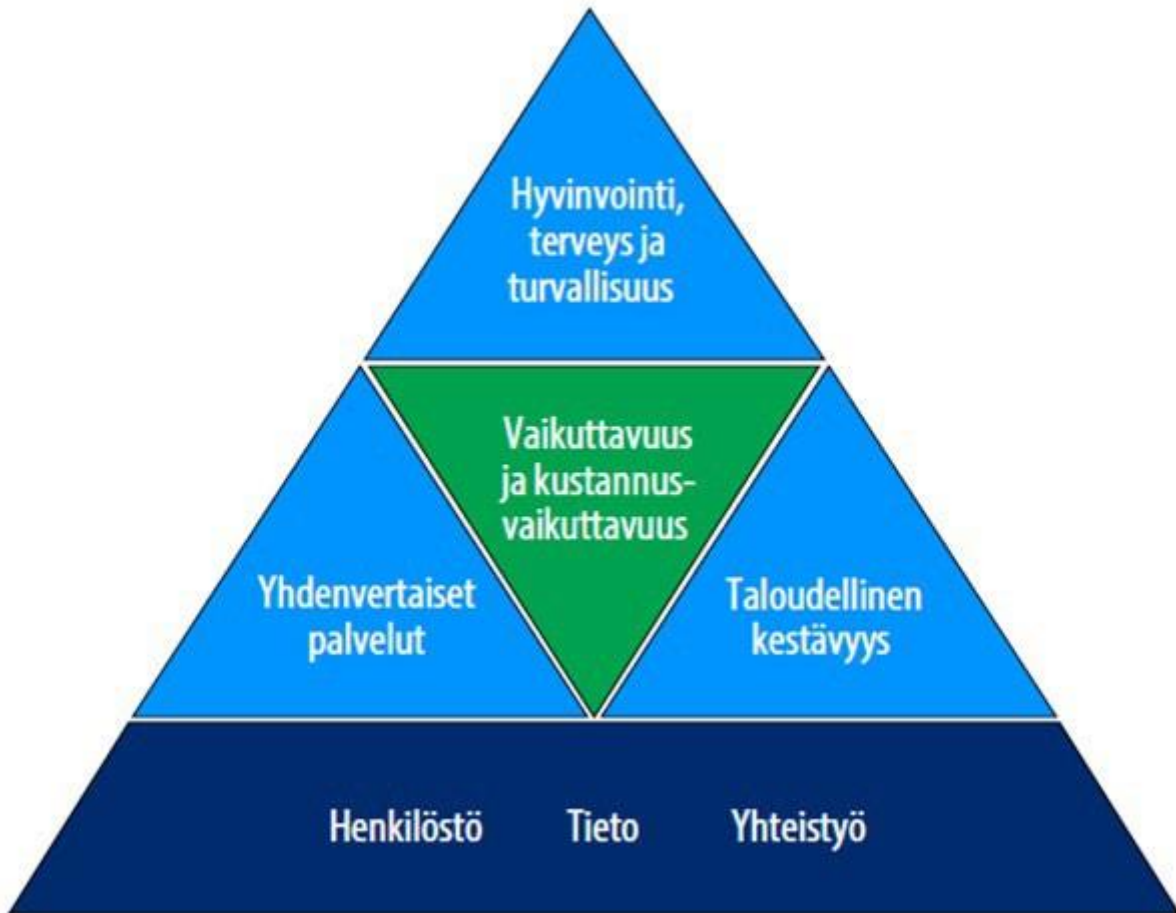 Hyvinvointi,
terveys ja
turvallisuus
Vaikuttavuus
ja kustannus-
vaikuttavuus
Yhdenvertaiset
palvelut
Taloudellinen
kestävyys
Henkilöstö Tieto Yhteistyö